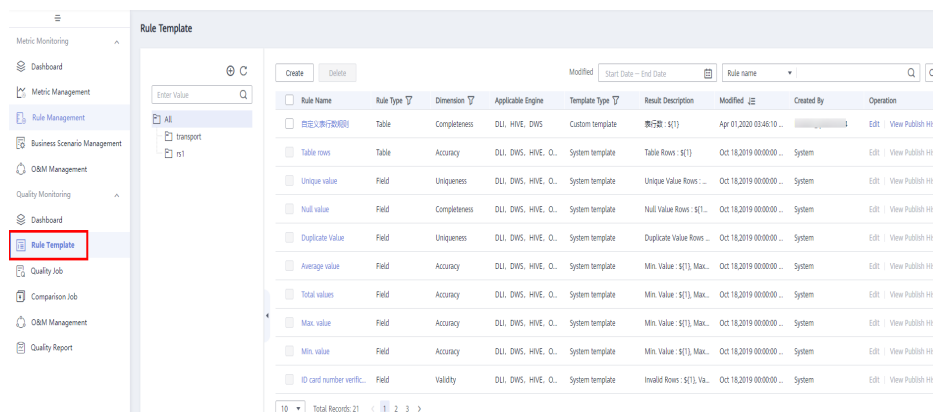 Metric Monitoring
Dashboard
Metric Management
Rule Management
Business Scenario Management
O&M Management
Quality Monitoring
Dashboard
Rule Template
Quality Job
Comparison Job
O&M Management
Quality Report
Rule Template
Enter Value
All
transport
rs1
Create Delete Modified Start Date – End Date Rule name
Rule Name Rule Type Dimension Applicable Engine Template Type Result Description Modified Created By Operation
自定义表行数规则 Table Completeness DLI, HIVE, DWS Custom template 表行数 : ${1} Apr 01,2020 03:46:10 ... Edit | View Publish Hi
Table rows Table Accuracy DLI, DWS, HIVE, O... System template Table Rows : ${1} Oct 18,2019 00:00:00 ... System Edit | View Publish Hi
Unique value Field Uniqueness DLI, DWS, HIVE, O... System template Unique Value Rows : ... Oct 18,2019 00:00:00 ... System Edit | View Publish Hi
Null value Field Completeness DLI, DWS, HIVE, O... System template Null Value Rows : ${1... Oct 18,2019 00:00:00 ... System Edit | View Publish Hi
Duplicate Value Field Uniqueness DLI, DWS, HIVE, O... System template Duplicate Value Rows ... Oct 18,2019 00:00:00 ... System Edit | View Publish Hi
Average value Field Accuracy DLI, DWS, HIVE, O... System template Min. Value : ${1}, Max... Oct 18,2019 00:00:00 ... System Edit | View Publish Hi
Total values Field Accuracy DLI, DWS, HIVE, O... System template Min. Value : ${1}, Max... Oct 18,2019 00:00:00 ... System Edit | View Publish Hi
Max. value Field Accuracy DLI, DWS, HIVE, O... System template Min. Value : ${1}, Max... Oct 18,2019 00:00:00 ... System Edit | View Publish Hi
Min. value Field Accuracy DLI, DWS, HIVE, O... System template Min. Value : ${1}, Max... Oct 18,2019 00:00:00 ... System Edit | View Publish Hi
ID card number verific... Field Validity DLI, DWS, HIVE, O... System template Invalid Rows : ${1}, Va... Oct 18,2019 00:00:00 ... System Edit | View Publish Hi
10 Total Records: 21 < 1 2 3 >